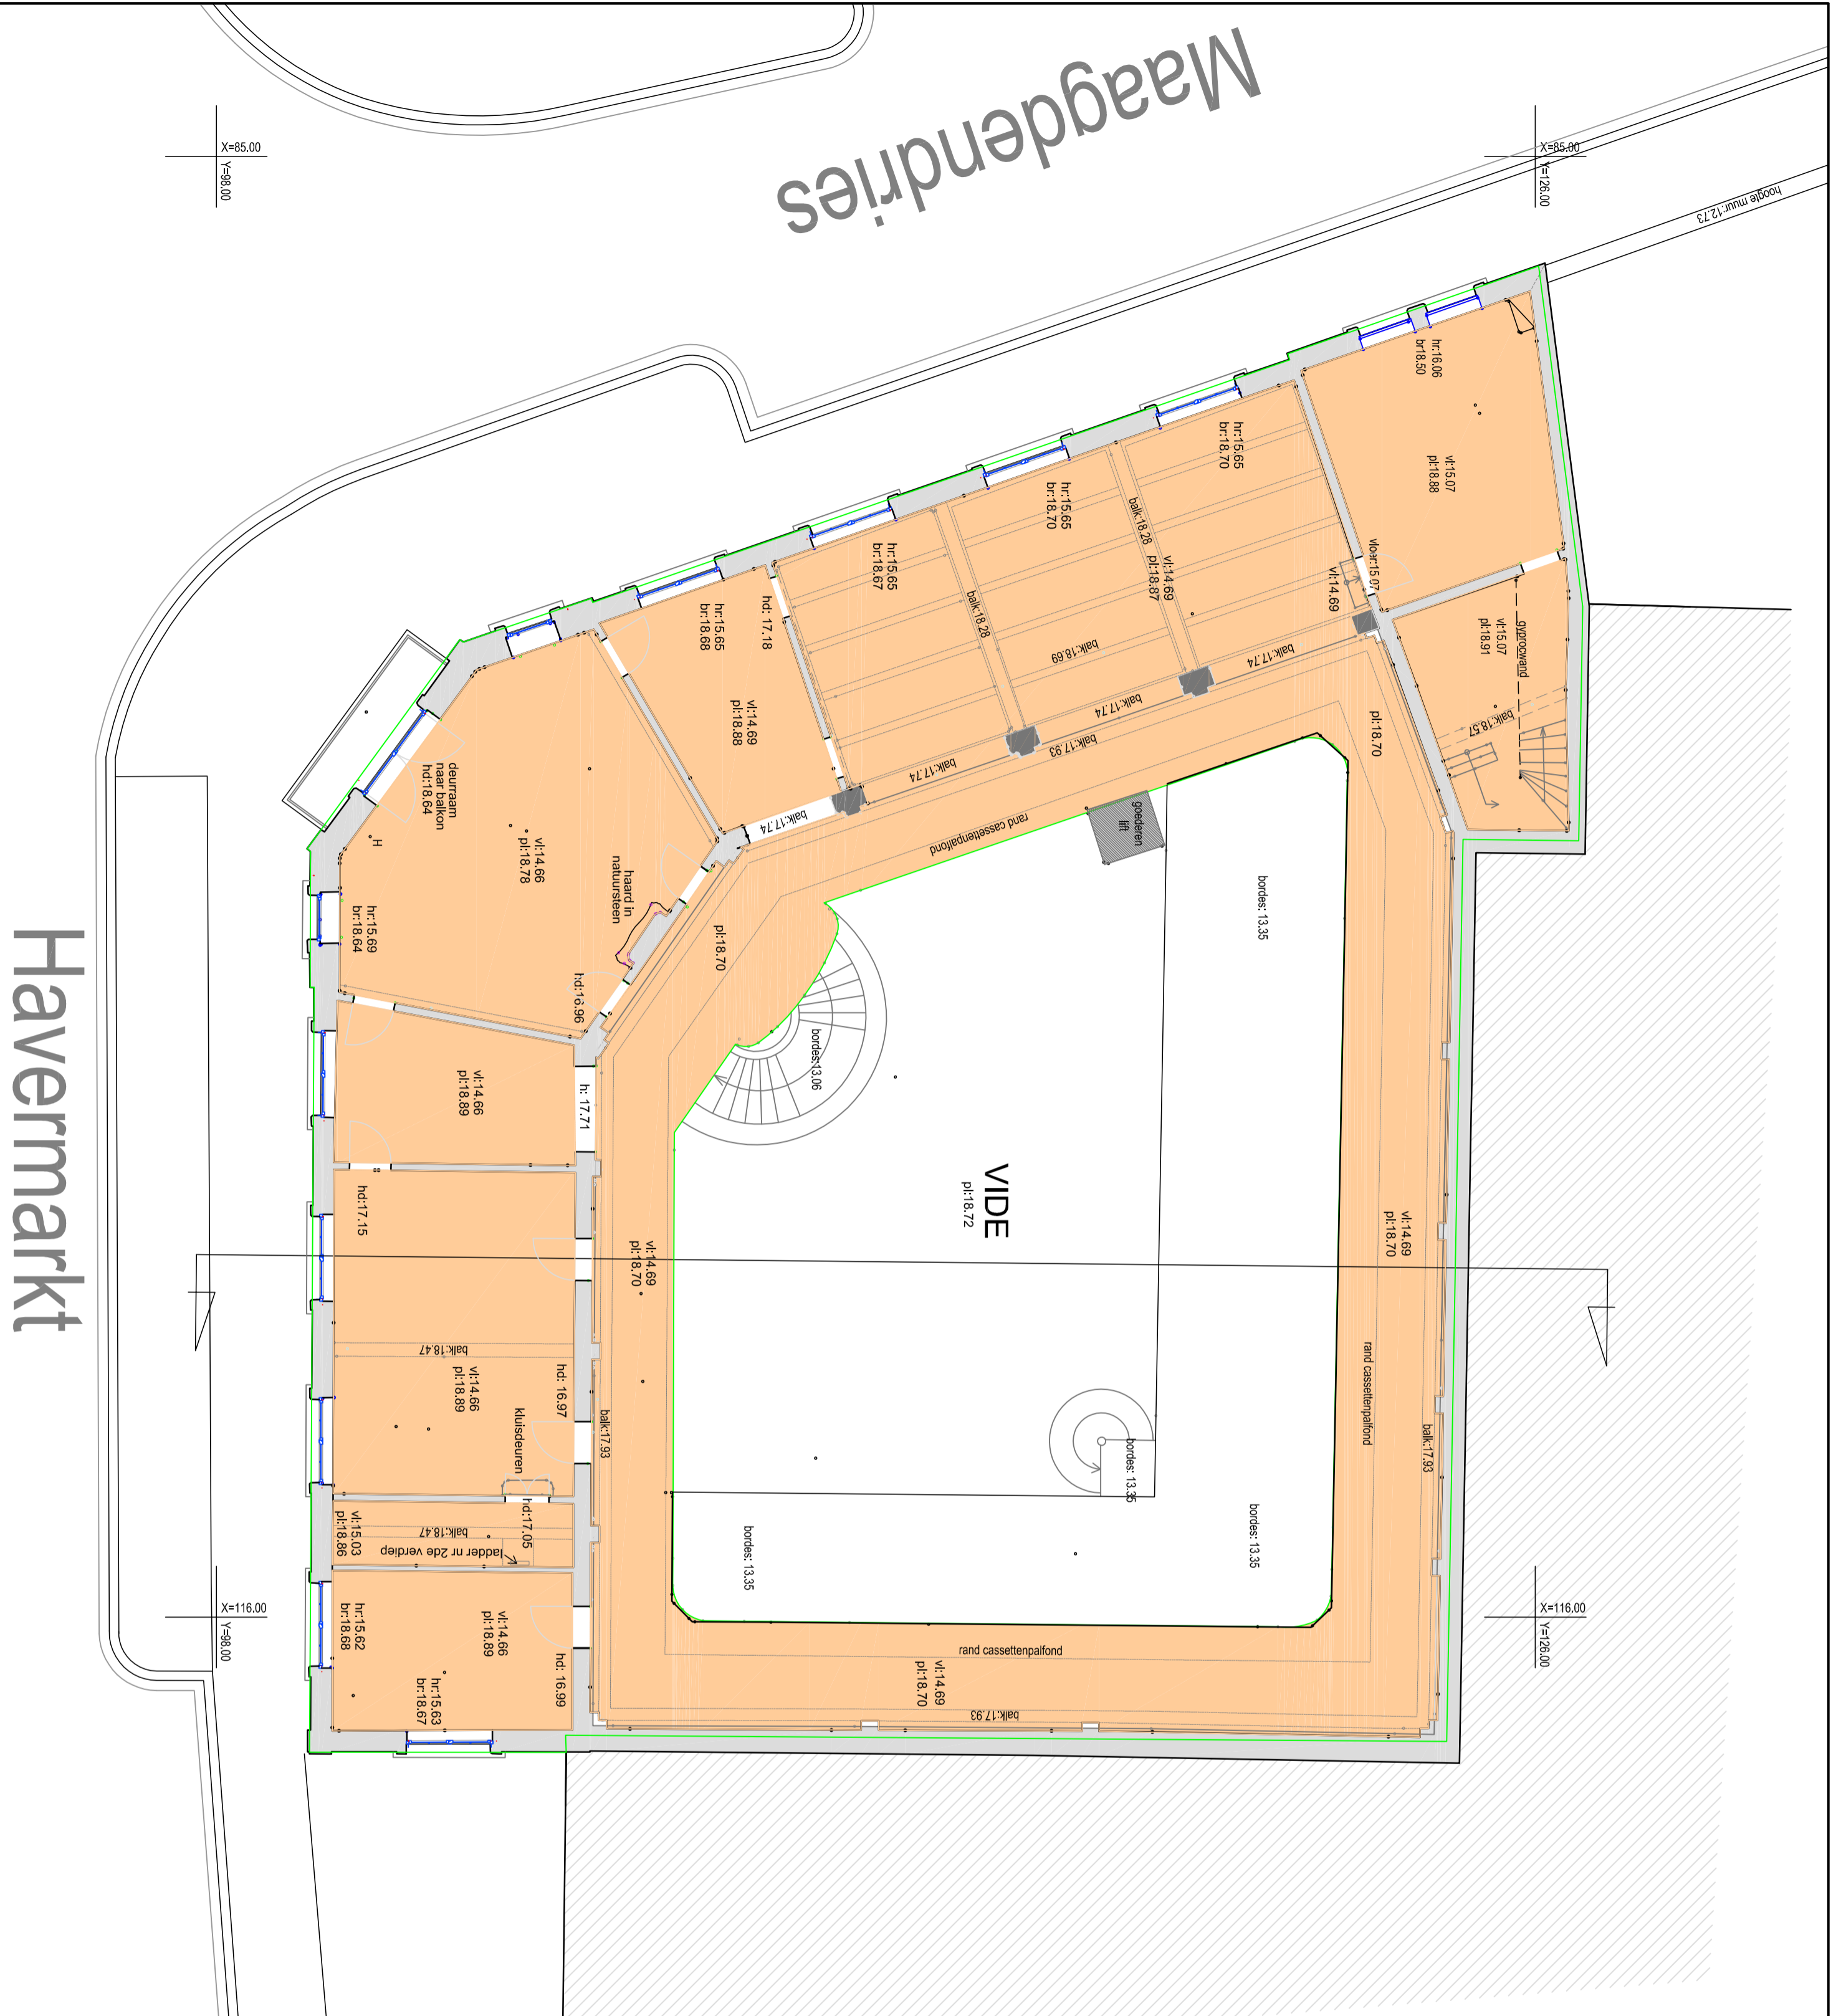 Maagdendries
X=85.00
Y=98.00
X=85.00
Y=126.00
hoogte muur:12.73
hr:16.06
br18.50
vl:15.07
pl:18.88
vloer:15.07
vl:14.69
gyprocwand
vl:15.07
pl:18.91
balk:18.57
hr:15.65
br:18.70
balk:18.28
vl:14.69
pl:18.87
hr:15.65
br:18.70
balk:18.28
balk:18.69
hr:15.65
br:18.67
balk:17.74
balk:17.74
balk:17.93
balk:17.74
pl:18.70
hd: 17.18
hr:15.65
br:18.68
vl:14.69
pl:18.88
balk:17.74
rand cassettenpalfond
goederen
lift
bordes: 13.35
deurraam
naar balkon
hd:18.64
H
vl:14.66
pl:18.78
haard in
natuursteen
hr:15.69
br:18.64
hd:16.96
pl:18.70
bordes:13.06
vl:14.66
pl:18.89
h: 17.71
hd:17.15
VIDE
pl:18.72
vl:14.69
pl:18.70
vl:14.69
pl:18.70
rand cassettenpalfond
balk:17.93
balk:18.47
vl:14.66
pl:18.89
hd: 16.97
kluisdeuren
balk:17.93
bordes: 13.35
bordes: 13.35
bordes: 13.35
hd:17.05
vl:15.03
pl:18.86
balk:18.47
ladder nr 2de verdiep
hr:15.62
br:18.68
vl:14.66
pl:18.89
hd: 16.99
hr:15.63
br:18.67
rand cassettenpalfond
vl:14.69
pl:18.70
balk:17.93
X=116.00
Y=98.00
X=116.00
Y=126.00
Havermarkt